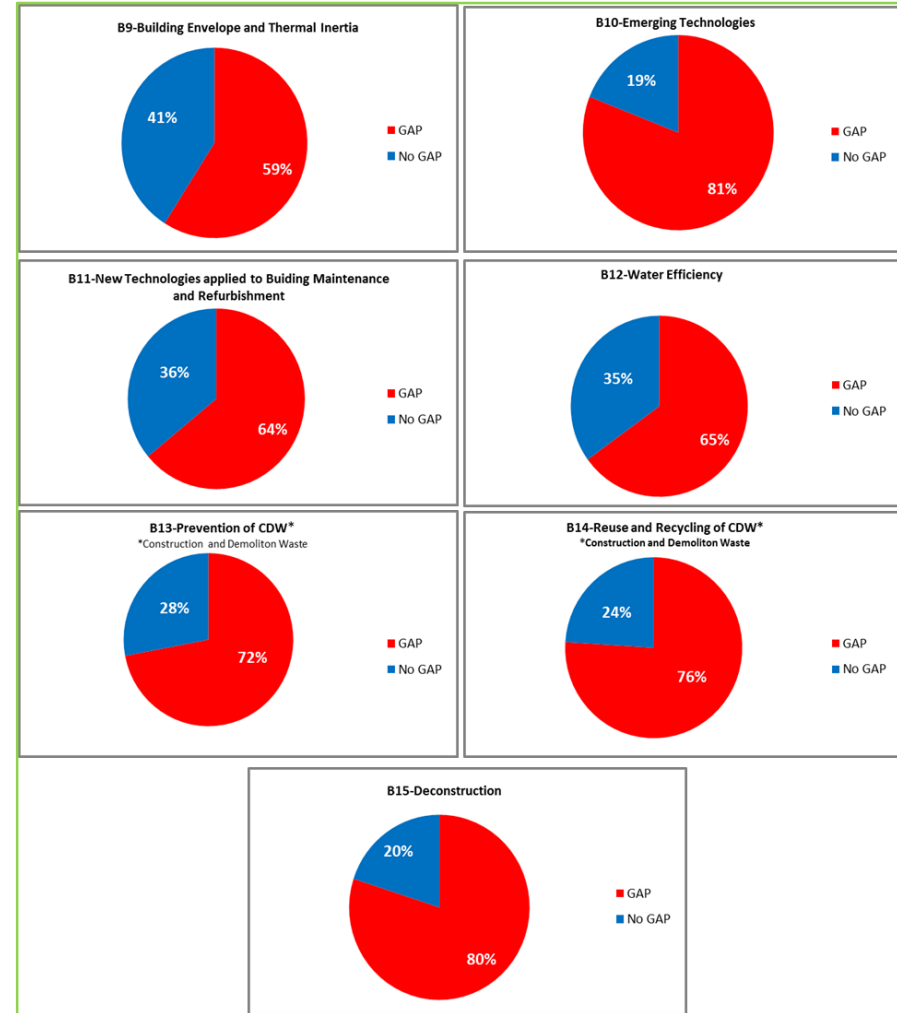 B9-Building Envelope and Thermal Inertia
41%
59%
GAP
No GAP
B10-Emerging Technologies
19%
81%
GAP
No GAP
B11-New Technologies applied to Buiding Maintenance
and Refurbishment
36%
64%
GAP
No GAP
B12-Water Efficiency
35%
65%
GAP
No GAP
B13-Prevention of CDW*
*Construction and Demoliton Waste
28%
72%
GAP
No GAP
B14-Reuse and Recycling of CDW*
*Construction and Demoliton Waste
24%
76%
GAP
No GAP
B15-Deconstruction
20%
80%
GAP
No GAP